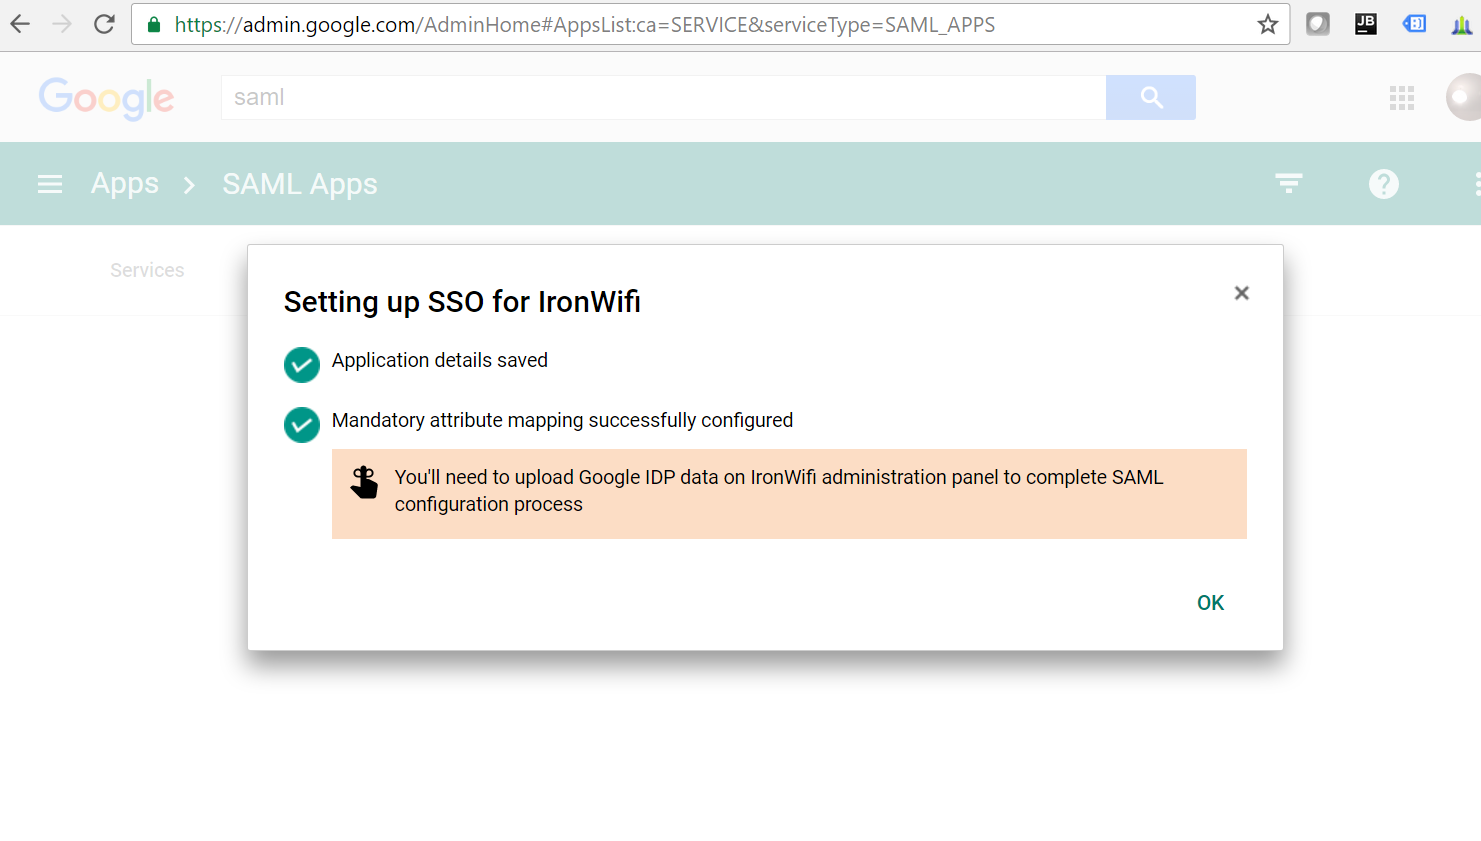 https://admin.google.com/AdminHome#AppsList:ca=SERVICE&serviceType=SAML_APPS
JB
Google
saml
Apps
SAML Apps
Services
Setting up SSO for IronWifi
Application details saved
Mandatory attribute mapping successfully configured
You'll need to upload Google IDP data on IronWifi administration panel to complete SAML
configuration process
OK